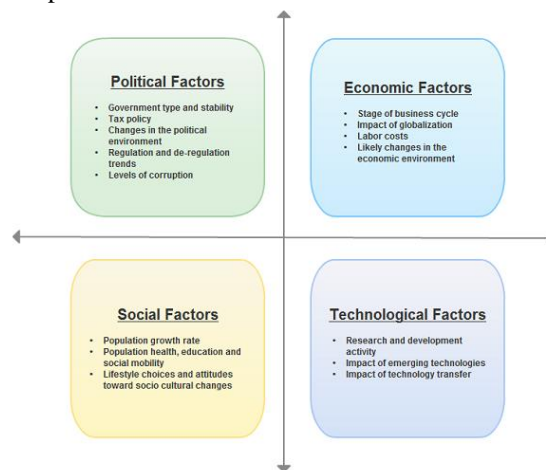 Political Factors
• Government type and stability
• Tax policy
• Changes in the political
environment
• Regulation and de-regulation
trends
• Levels of corruption
Economic Factors
• Stage of business cycle
• Impact of globalization
• Labor costs
• Likely changes in the
economic environment
Social Factors
• Population growth rate
• Population health, education and
social mobility
• Lifestyle choices and attitudes
toward socio cultural changes
Technological Factors
• Research and development
activity
• Impact of emerging technologies
• Impact of technology transfer